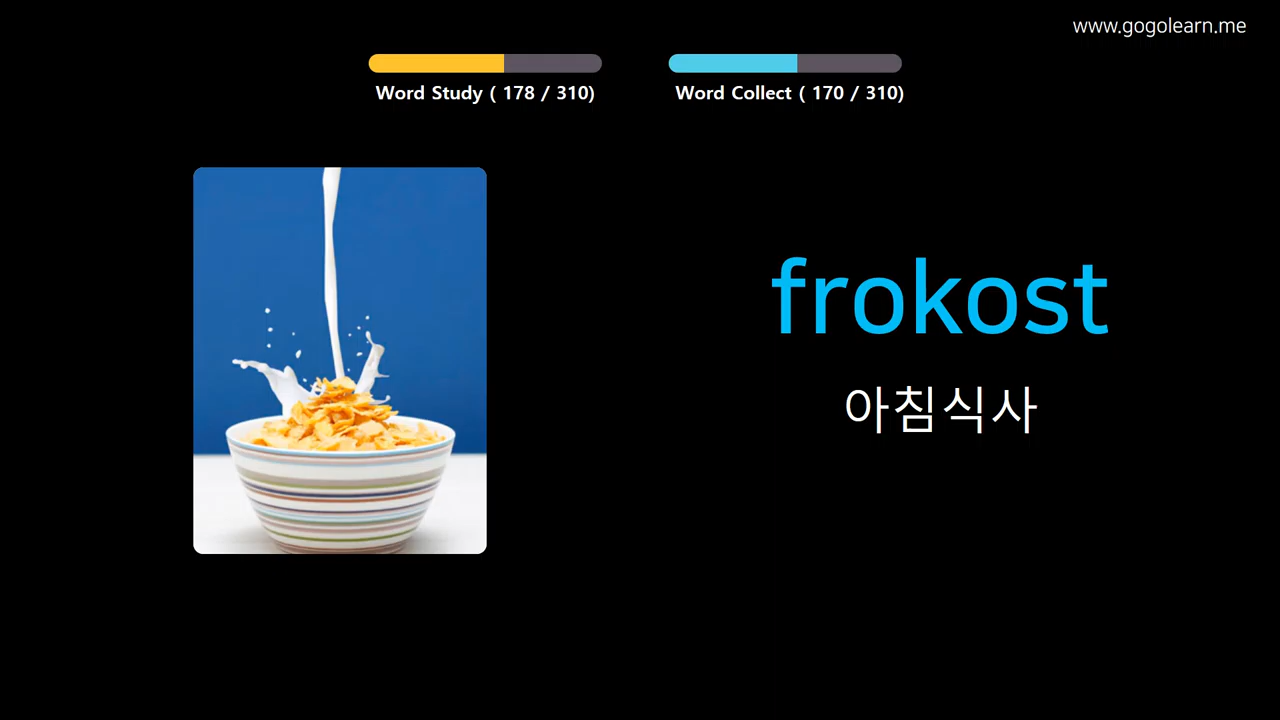 www.gogolearn.me
Word Study ( 178 / 310)
Word Collect ( 170 / 310)
frokost
아침식사